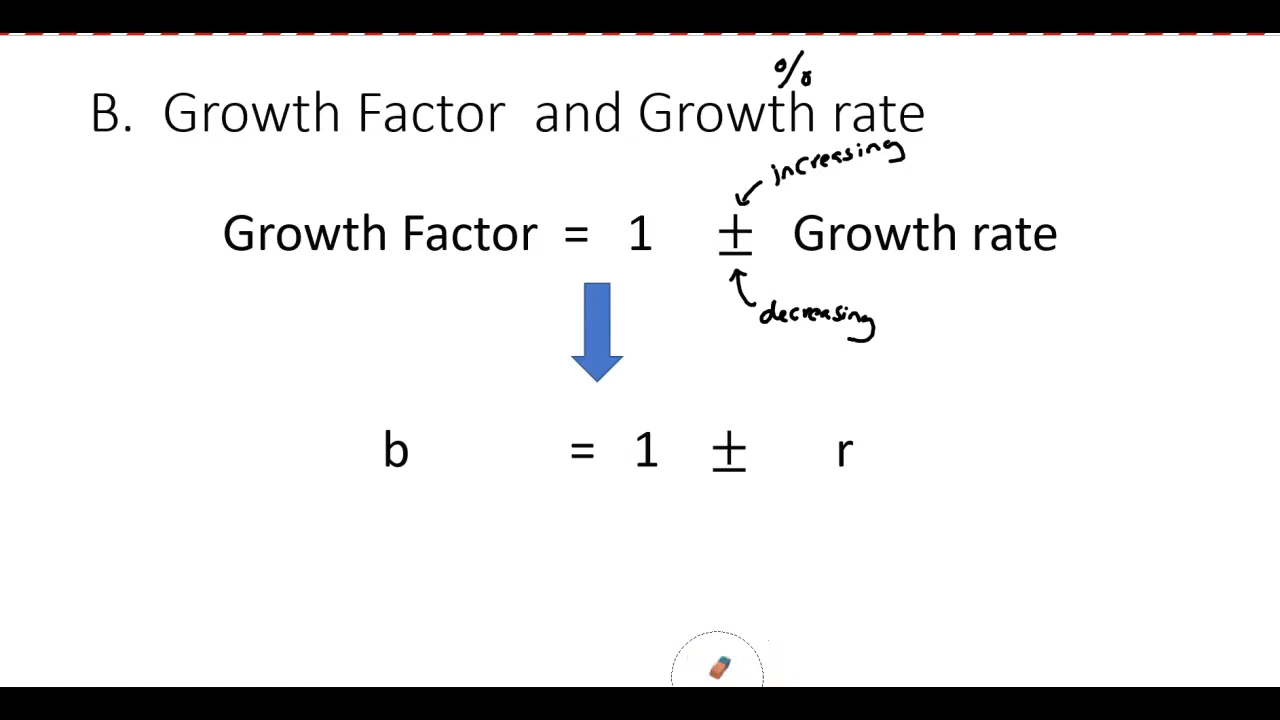 %
B. Growth Factor and Growth rate
increasing
Growth Factor = 1 ± Growth rate
decreasing
b = 1 ± r